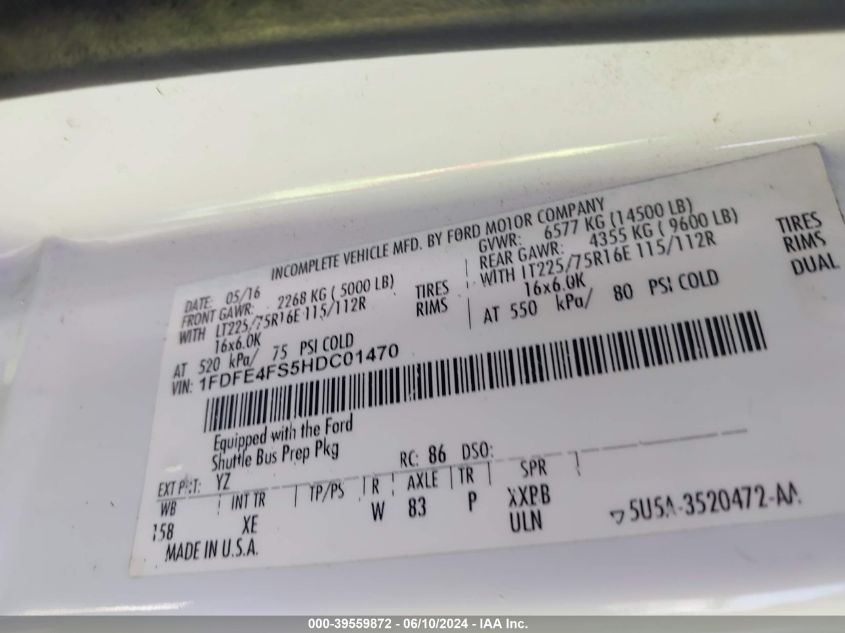 INCOMPLETE VEHICLE MFD. BY FORD MOTOR COMPANY
DATE: 05/16 GVWR: 6577 KG (14500 LB)
FRONT GAWR: 2268 KG (5000 LB) REAR GAWR: 4355 KG ( 9600 LB)
WITH LT225/75R16E 115/112R TIRES WITH LT225/75R16E 115/112R TIRES
16x6.0K RIMS 16x6.0K RIMS
AT 520 kPa/ 75 PSI COLD AT 550 kPa/ 80 PSI COLD DUAL
VIN: 1FDFE4FS5HDC01470
Equipped with the Ford
Shuttle Bus Prep Pkg
EXT PNT: YZ RC: 86 DSO:
WB INT TR TP/PS R AXLE TR SPR
158 XE W 83 P XXPB
ULN
MADE IN U.S.A. 5U5A-3520472-AA
000-39559872 - 06/10/2024 - IAA Inc.